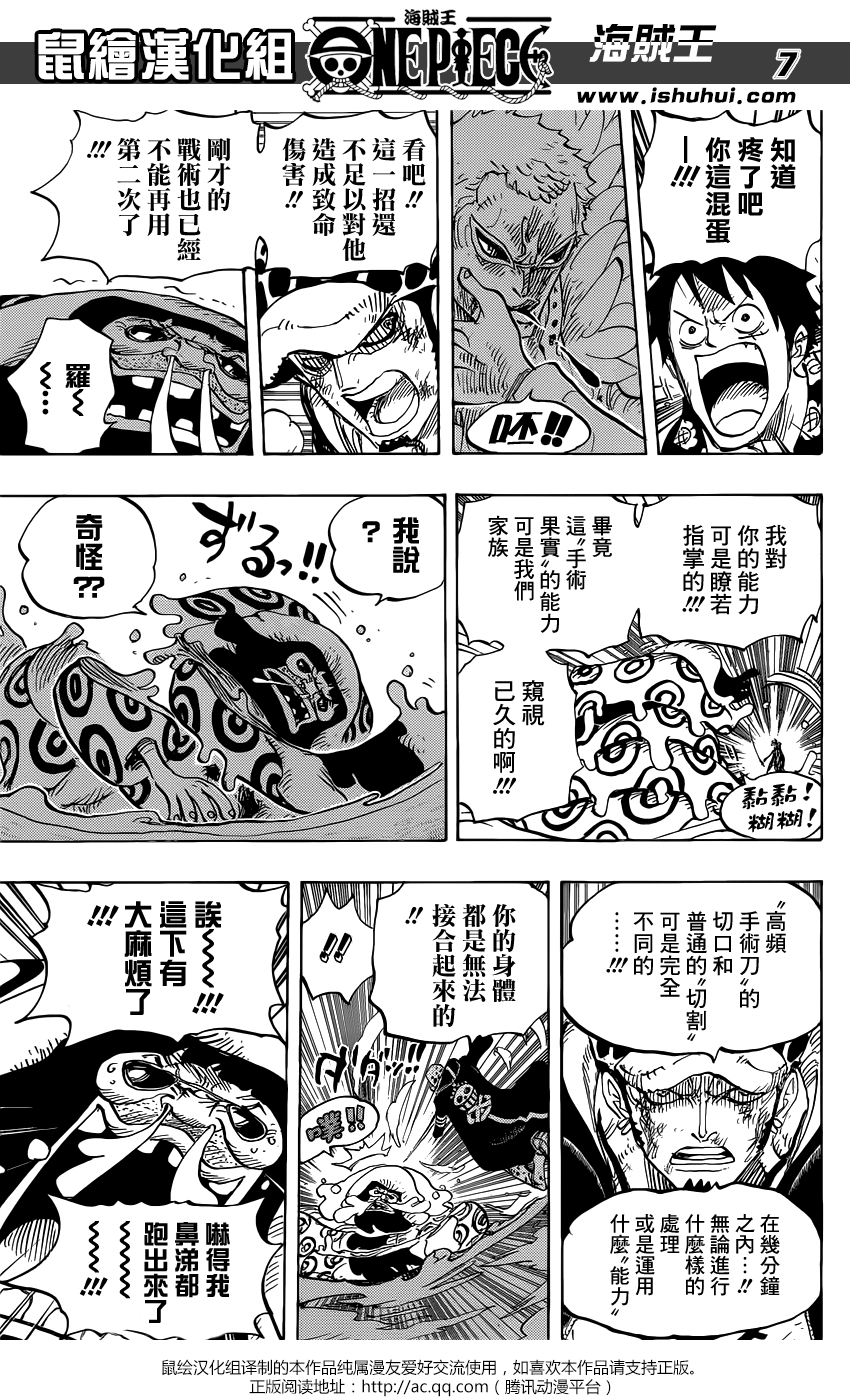 鼠繪漢化組
海賊王
ONE PIECE
海賊王
7
www.ishuhui.com
知道
疼了吧
你這混蛋
—!!!
呸!!
看吧!!
這一招還
不足以對他
造成致命
傷害!!
剛才的
戰術也已經
不能再用
第二次了
!!!
羅～
～…
我對
你的能力
可是瞭若
指掌的!!!
畢竟
這〝手術
果實〞的能力
可是我們
家族
窺視
已久的啊!!!
黏黏!
糊糊!
我說
?
ずるっ!!
奇怪??
〝高頻
手術刀〞的
切口和
普通的〝切割〞
可是完全
不同的
……!!!
在幾分鐘
之內…!!
無論進行
什麼樣的
處理
或是運用
什麼〝能力〞
你的身體
都是無法
接合起來的
!!
!!
噗!!
誒～～～!!!
這下有
大麻煩了
!!!
嚇得我
鼻涕都
跑出來了
～～～～～～!!!
鼠绘汉化组译制的本作品纯属漫友爱好交流使用，如喜欢本作品请支持正版。
正版阅读地址：http://ac.qq.com（腾讯动漫平台）